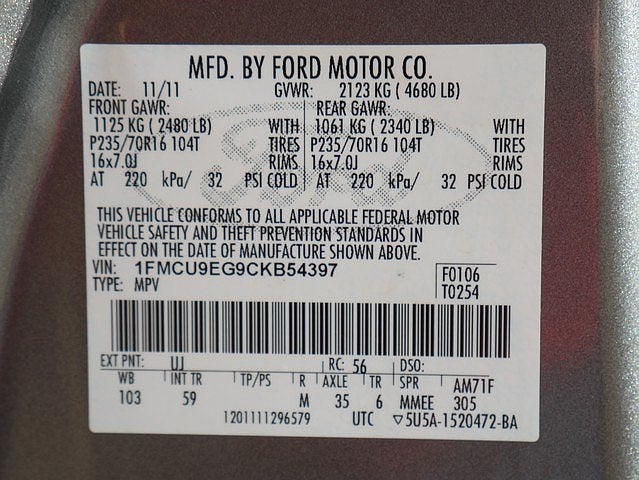 MFD. BY FORD MOTOR CO.
DATE: 11/11 GVWR: 2123 KG ( 4680 LB)
FRONT GAWR: REAR GAWR:
1125 KG ( 2480 LB) WITH 1061 KG ( 2340 LB) WITH
P235/70R16 104T TIRES P235/70R16 104T TIRES
16x7.0J RIMS 16x7.0J RIMS
AT 220 kPa/ 32 PSI COLD AT 220 kPa/ 32 PSI COLD
Ford
THIS VEHICLE CONFORMS TO ALL APPLICABLE FEDERAL MOTOR
VEHICLE SAFETY AND THEFT PREVENTION STANDARDS IN
EFFECT ON THE DATE OF MANUFACTURE SHOWN ABOVE.
VIN: 1FMCU9EG9CKB54397 F0106
TYPE: MPV T0254
EXT PNT: UJ RC: 56 DSO:
WB INT TR TP/PS R AXLE TR SPR AM71F
103 59 M 35 6 MMEE 305
1201111296579 UTC ▽5U5A-1520472-BA